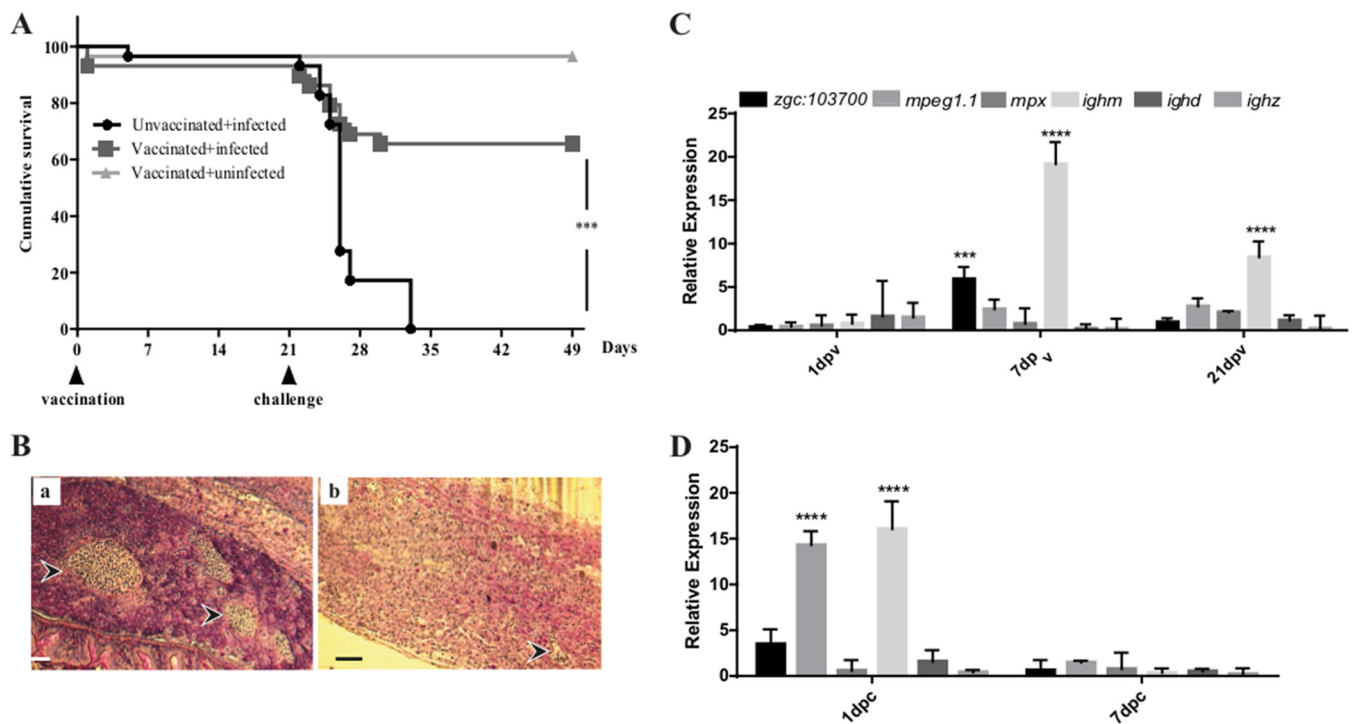 A
Cumulative survival
100
80
60
40
20
0
Unvaccinated+infected
Vaccinated+infected
Vaccinated+uninfected
***
0 7 14 21 28 35 42 49 Days
vaccination challenge
B
a b
C
zgc:103700 mpeg1.1 mpx ighm ighd ighz
Relative Expression
25
20
15
10
5
0
*** **** ****
1dpv 7dpv 21dpv
D
Relative Expression
25
20
15
10
5
0
**** ****
1dpc 7dpc